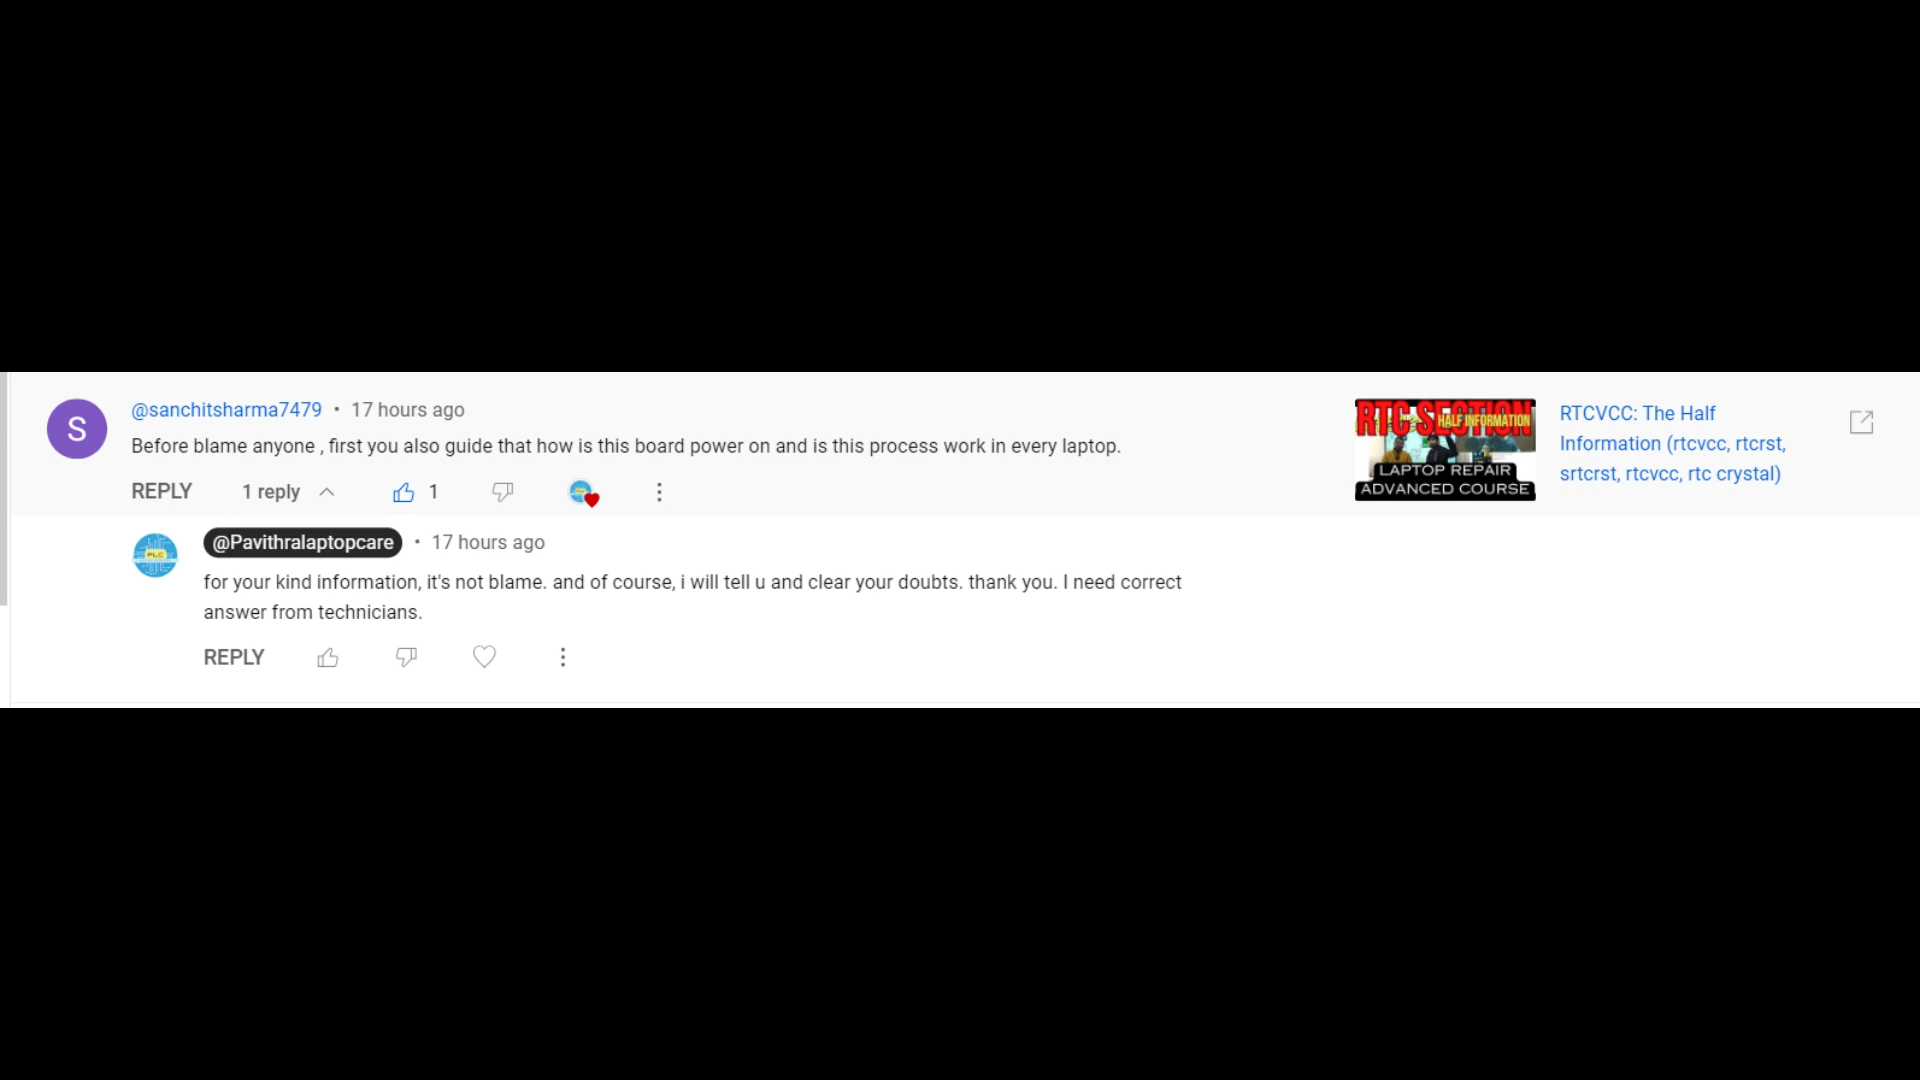 S
@sanchitsharma7479 • 17 hours ago
Before blame anyone , first you also guide that how is this board power on and is this process work in every laptop.
REPLY 1 reply 1
RTC SECTION
HALF INFORMATION
LAPTOP REPAIR
ADVANCED COURSE
RTCVCC: The Half
Information (rtcvcc, rtcrst,
srtcrst, rtcvcc, rtc crystal)
PLC
@Pavithralaptopcare • 17 hours ago
for your kind information, it's not blame. and of course, i will tell u and clear your doubts. thank you. I need correct
answer from technicians.
REPLY